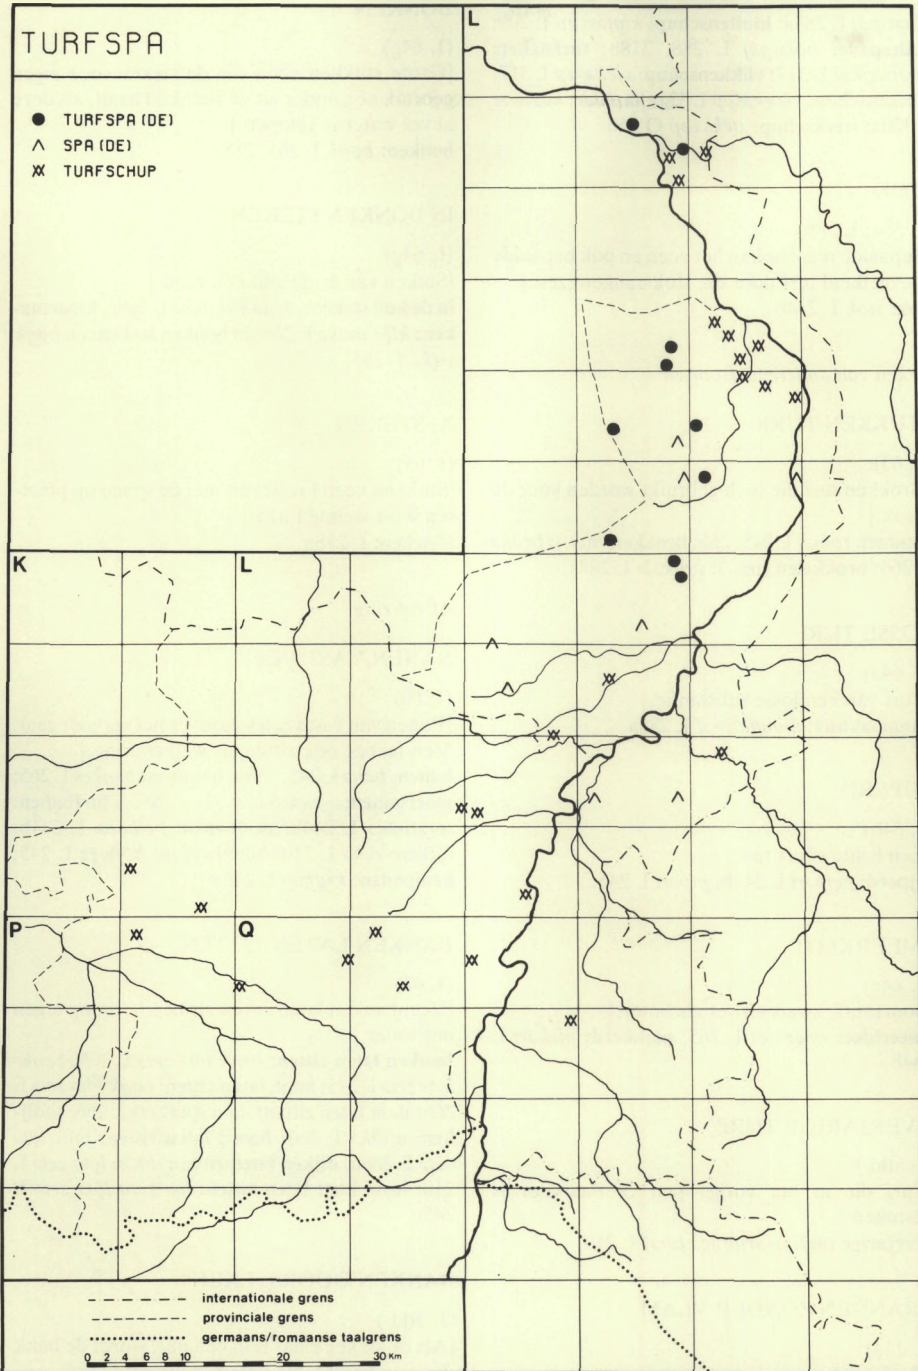 L
TURFSPA
TURFSPA (DE)
SPA (DE)
TURFSCHUP
K
L
P
Q
internationale grens
provinciale grens
germaans/romaanse taalgrens
0 2 4 6 8 10 20 30 Km